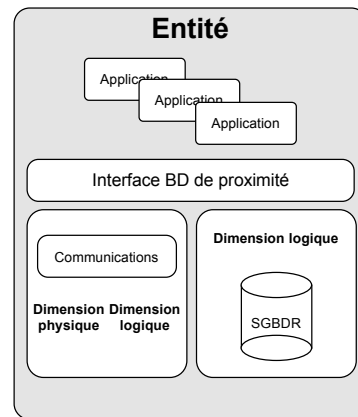 Entité
Application
Application
Application
Interface BD de proximité
Communications
Dimension physique
Dimension logique
Dimension logique
SGBDR